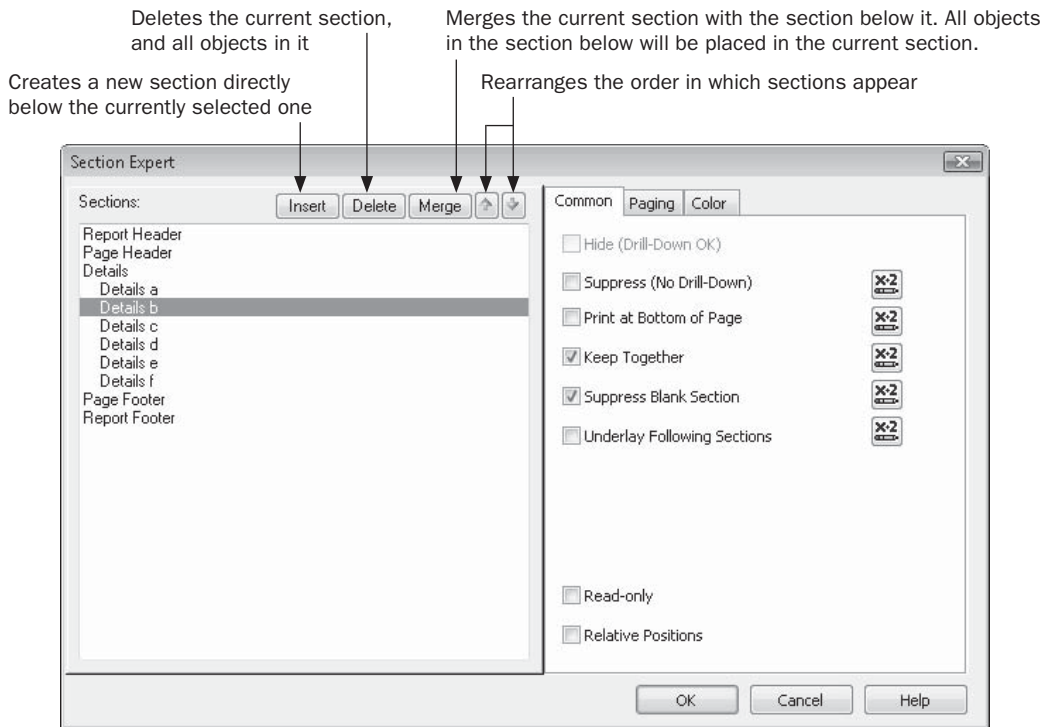 Deletes the current section,
and all objects in it
Merges the current section with the section below it. All objects
in the section below will be placed in the current section.
Creates a new section directly
below the currently selected one
Rearranges the order in which sections appear
Section Expert
Sections:
Insert Delete Merge
Report Header
Page Header
Details
Details a
Details b
Details c
Details d
Details e
Details f
Page Footer
Report Footer
Common Paging Color
Hide (Drill-Down OK)
Suppress (No Drill-Down) x-2
Print at Bottom of Page x-2
Keep Together x-2
Suppress Blank Section x-2
Underlay Following Sections x-2
Read-only
Relative Positions
OK Cancel Help